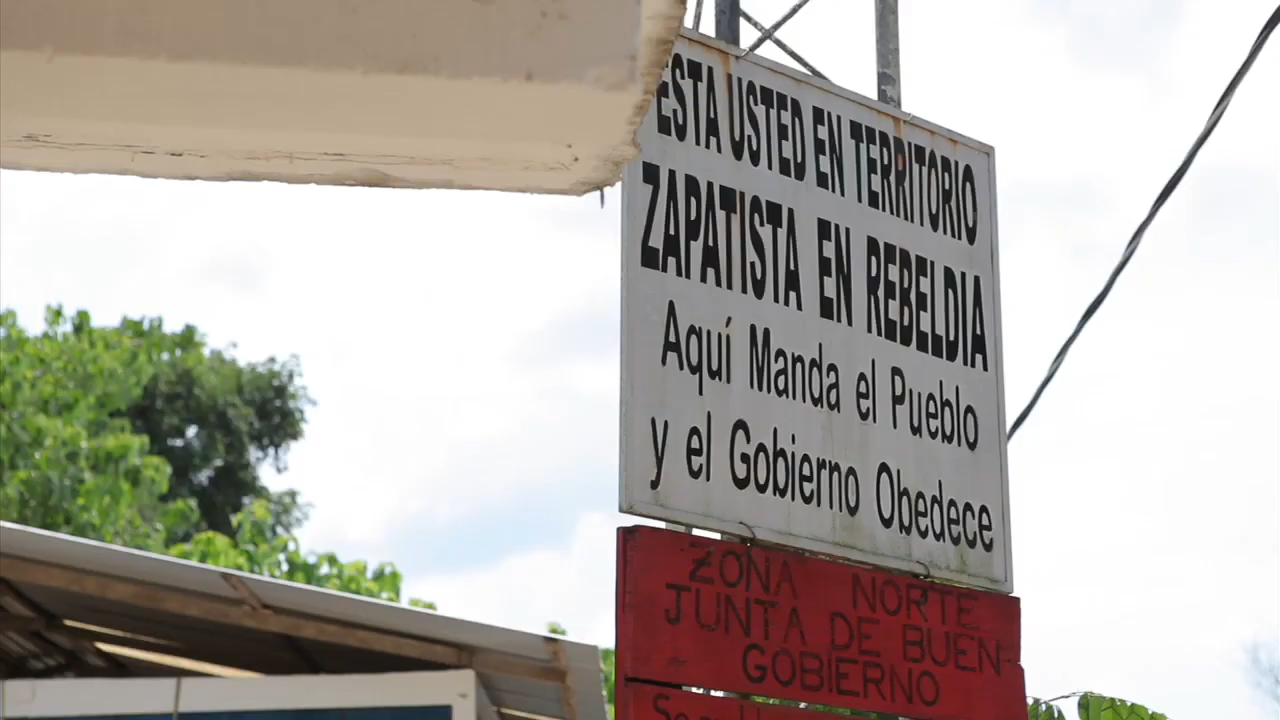 ESTA USTED EN TERRITORIO
ZAPATISTA EN REBELDIA
Aquí Manda el Pueblo
y el Gobierno Obedece
ZONA NORTE
JUNTA DE BUEN
GOBIERNO